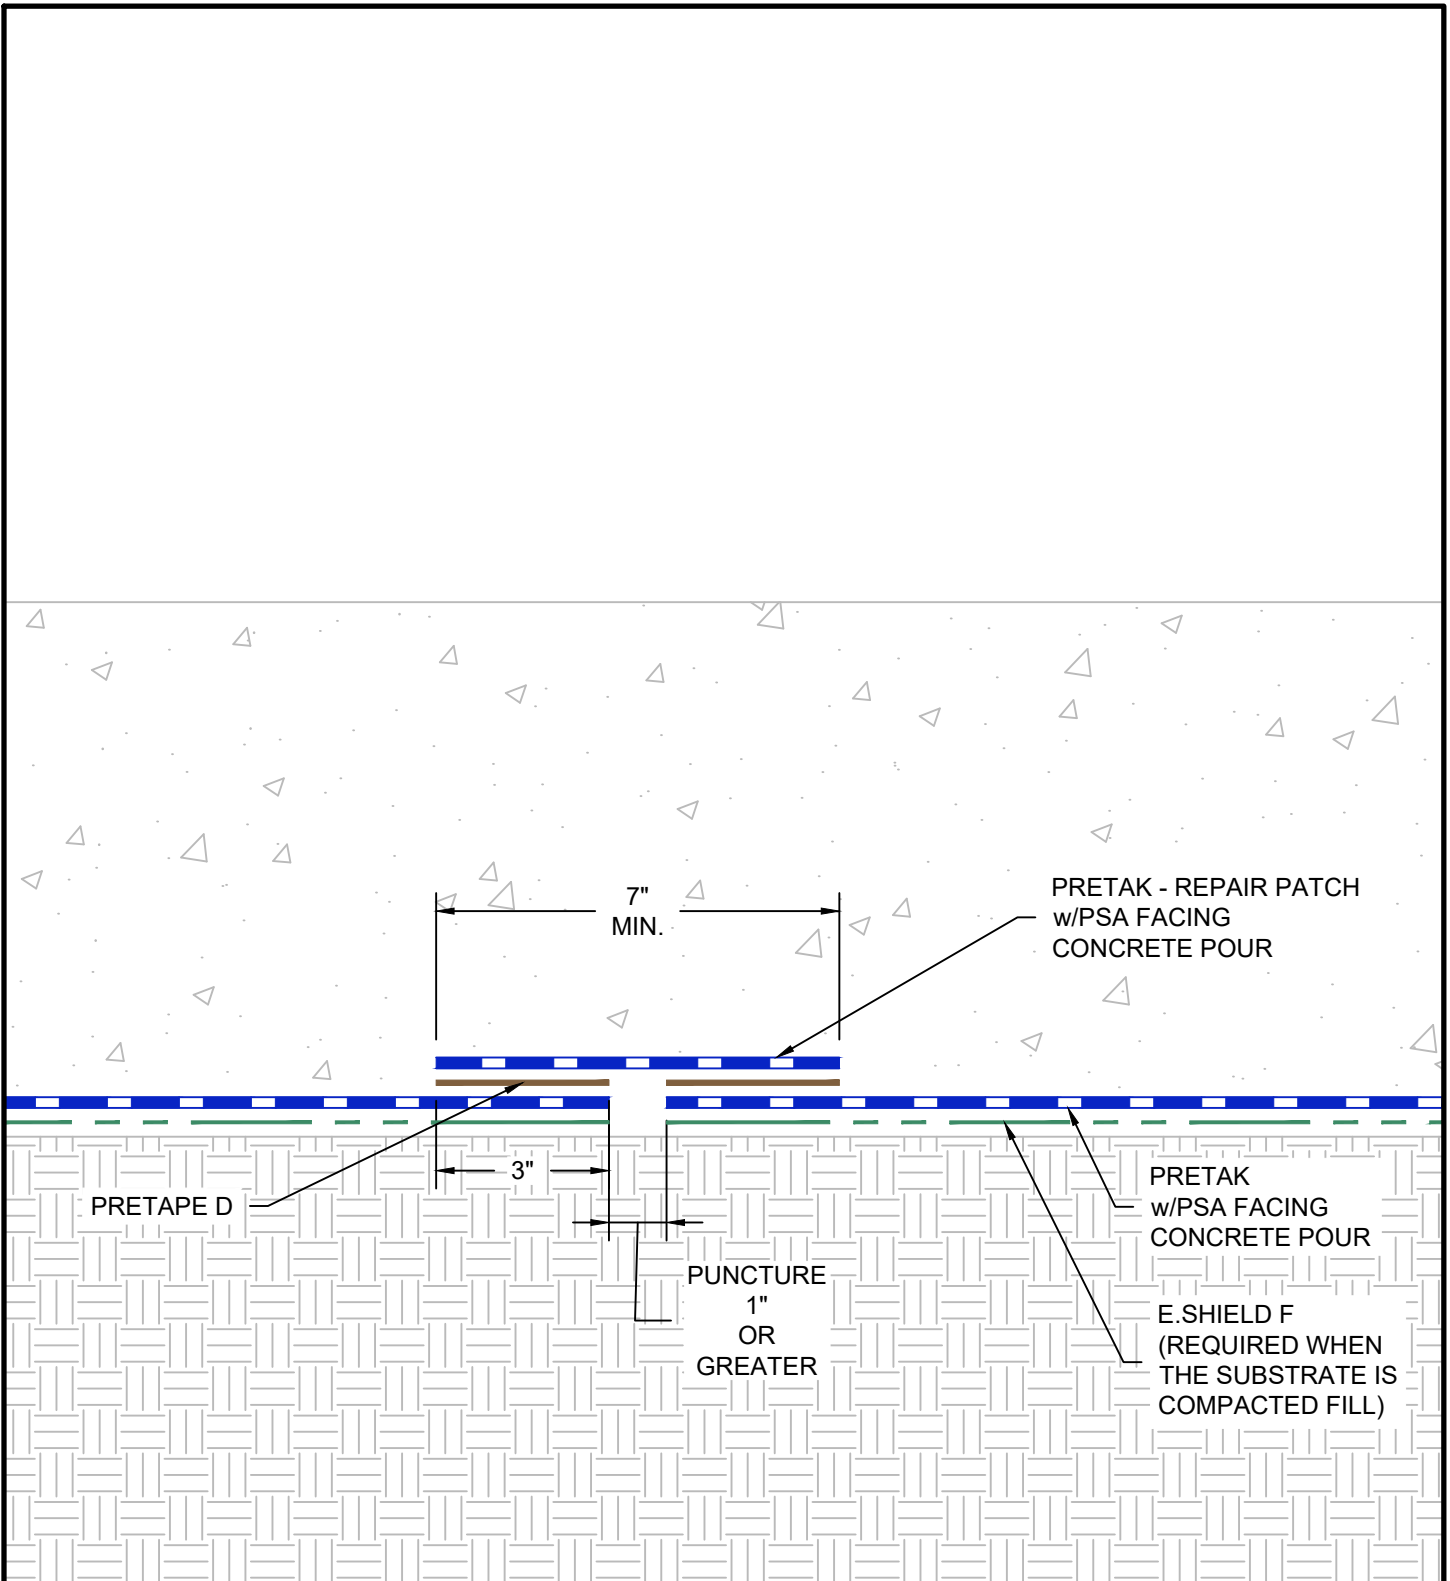 7"
MIN.
PRETAK - REPAIR PATCH
w/PSA FACING
CONCRETE POUR
3"
PRETAPE D
PUNCTURE
1"
OR
GREATER
PRETAK
w/PSA FACING
CONCRETE POUR
E.SHIELD F
(REQUIRED WHEN
THE SUBSTRATE IS
COMPACTED FILL)